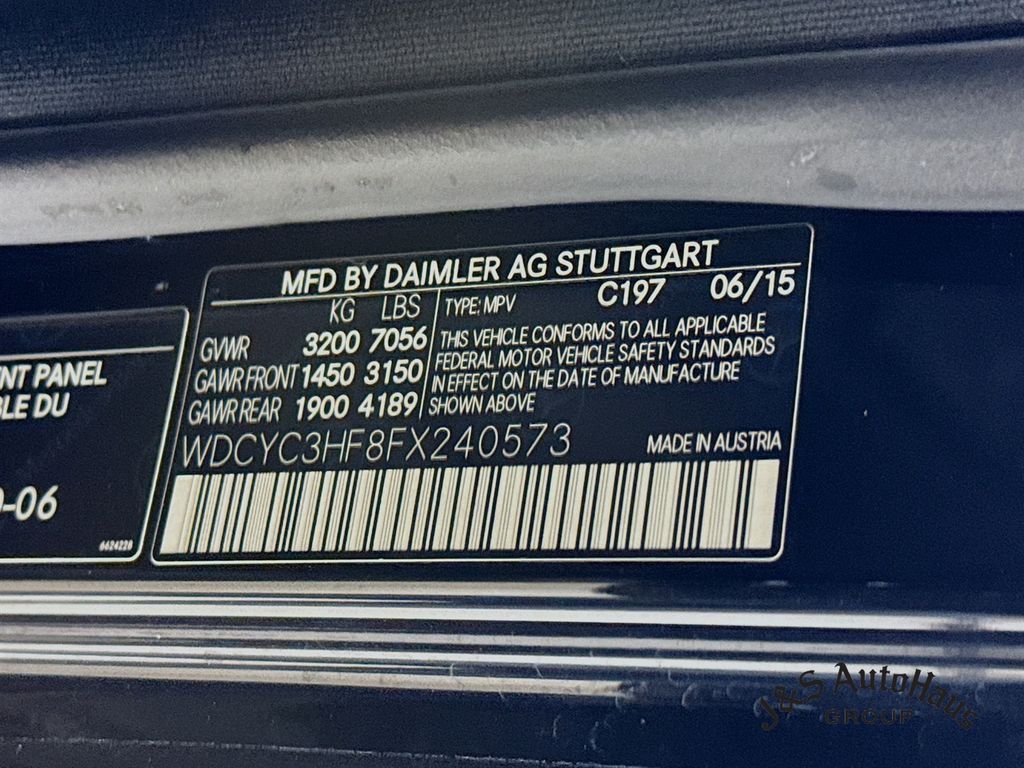 MFD BY DAIMLER AG STUTTGART
KG LBS TYPE: MPV C197 06/15
GVWR 3200 7056
GAWR FRONT 1450 3150
GAWR REAR 1900 4189
THIS VEHICLE CONFORMS TO ALL APPLICABLE
FEDERAL MOTOR VEHICLE SAFETY STANDARDS
IN EFFECT ON THE DATE OF MANUFACTURE
SHOWN ABOVE
WDCYC3HF8FX240573 MADE IN AUSTRIA
PANEL
DU
-06
6624228
J&S AutoHaus
GROUP